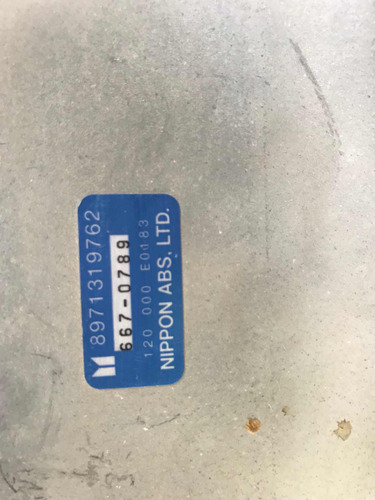 8971319762
667-0789
120 000 E0183
NIPPON ABS, LTD.